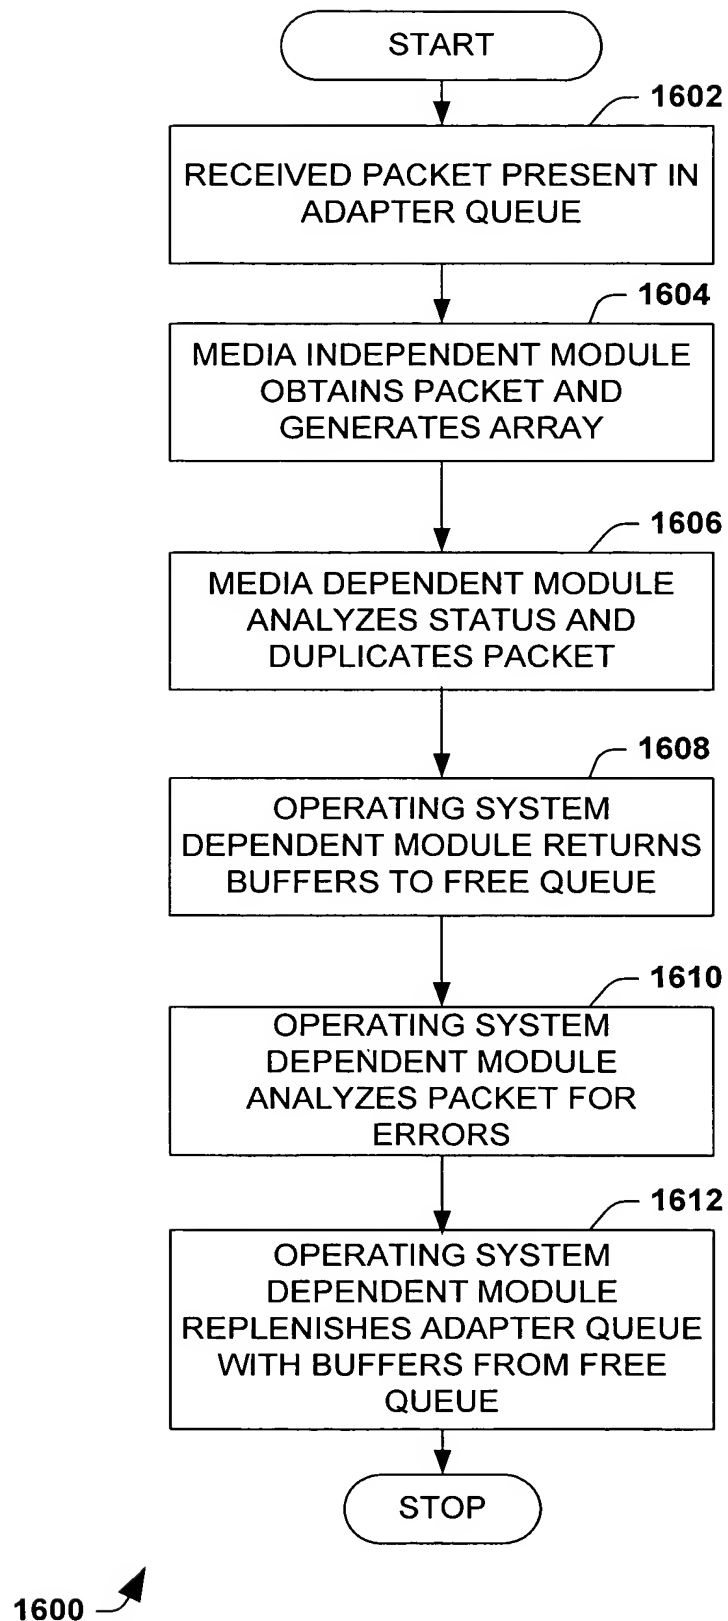 START
1602
RECEIVED PACKET PRESENT IN
ADAPTER QUEUE
1604
MEDIA INDEPENDENT MODULE
OBTAINS PACKET AND
GENERATES ARRAY
1606
MEDIA DEPENDENT MODULE
ANALYZES STATUS AND
DUPLICATES PACKET
1608
OPERATING SYSTEM
DEPENDENT MODULE RETURNS
BUFFERS TO FREE QUEUE
1610
OPERATING SYSTEM
DEPENDENT MODULE
ANALYZES PACKET FOR
ERRORS
1612
OPERATING SYSTEM
DEPENDENT MODULE
REPLENISHES ADAPTER QUEUE
WITH BUFFERS FROM FREE
QUEUE
STOP
1600